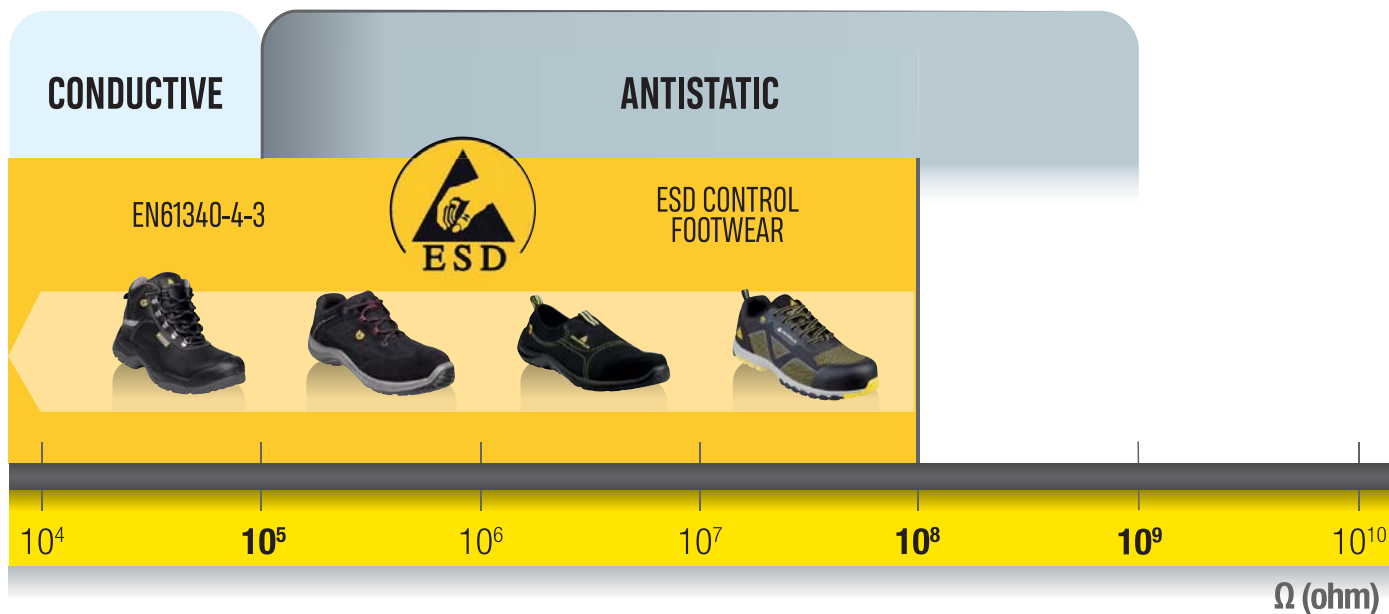 CONDUCTIVE
ANTISTATIC
EN61340-4-3
ESD
ESD CONTROL
FOOTWEAR
10⁴
10⁵
10⁶
10⁷
10⁸
10⁹
10¹⁰
Ω (ohm)